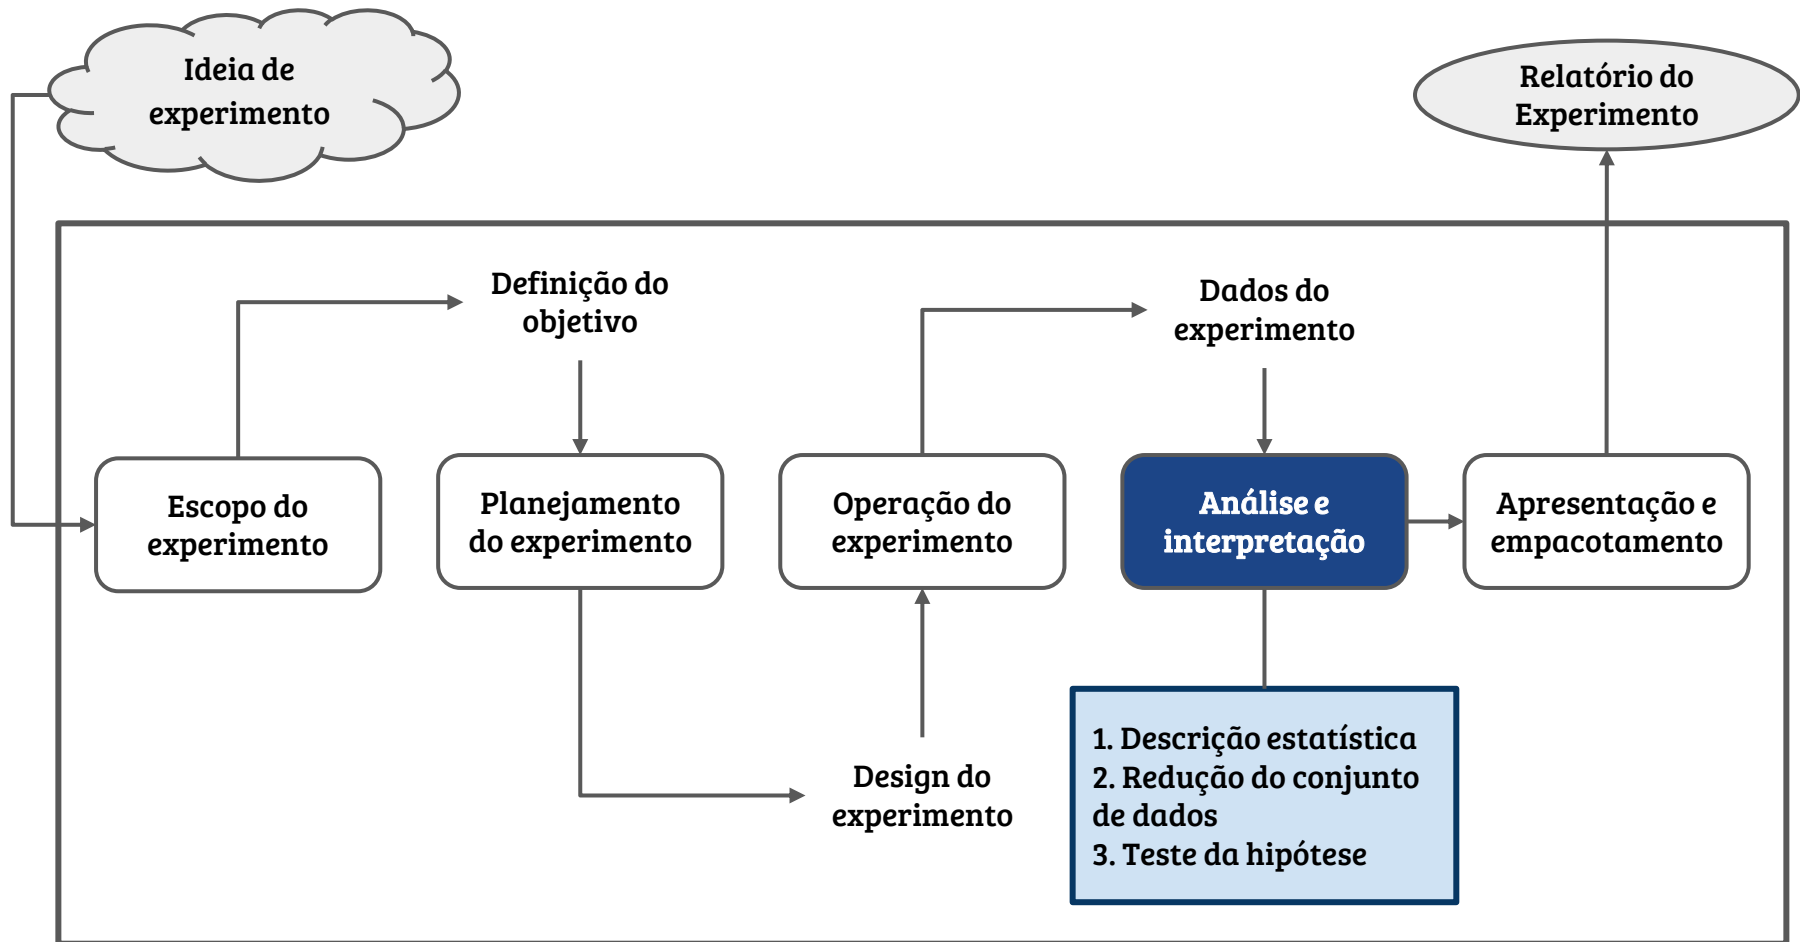 Ideia de
experimento
Relatório do
Experimento
Definição do
objetivo
Dados do
experimento
Escopo do
experimento
Planejamento
do experimento
Operação do
experimento
Análise e
interpretação
Apresentação e
empacotamento
Design do
experimento
1. Descrição estatística
2. Redução do conjunto
de dados
3. Teste da hipótese